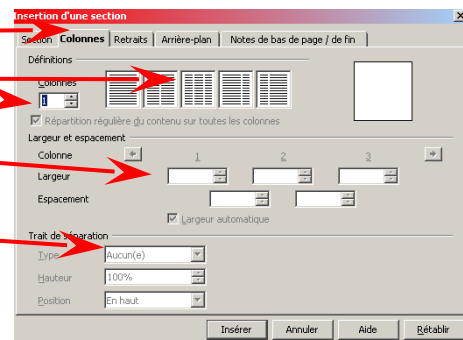 Insertion d'une section
Section Colonnes Retraits Arrière-plan Notes de bas de page / de fin
Définitions
Colonnes
1
Répartition régulière du contenu sur toutes les colonnes
Largeur et espacement
Colonne 1 2 3
Largeur
Espacement
Largeur automatique
Trait de séparation
Type Aucun(e)
Hauteur 100%
Position En haut
Insérer Annuler Aide Rétablir